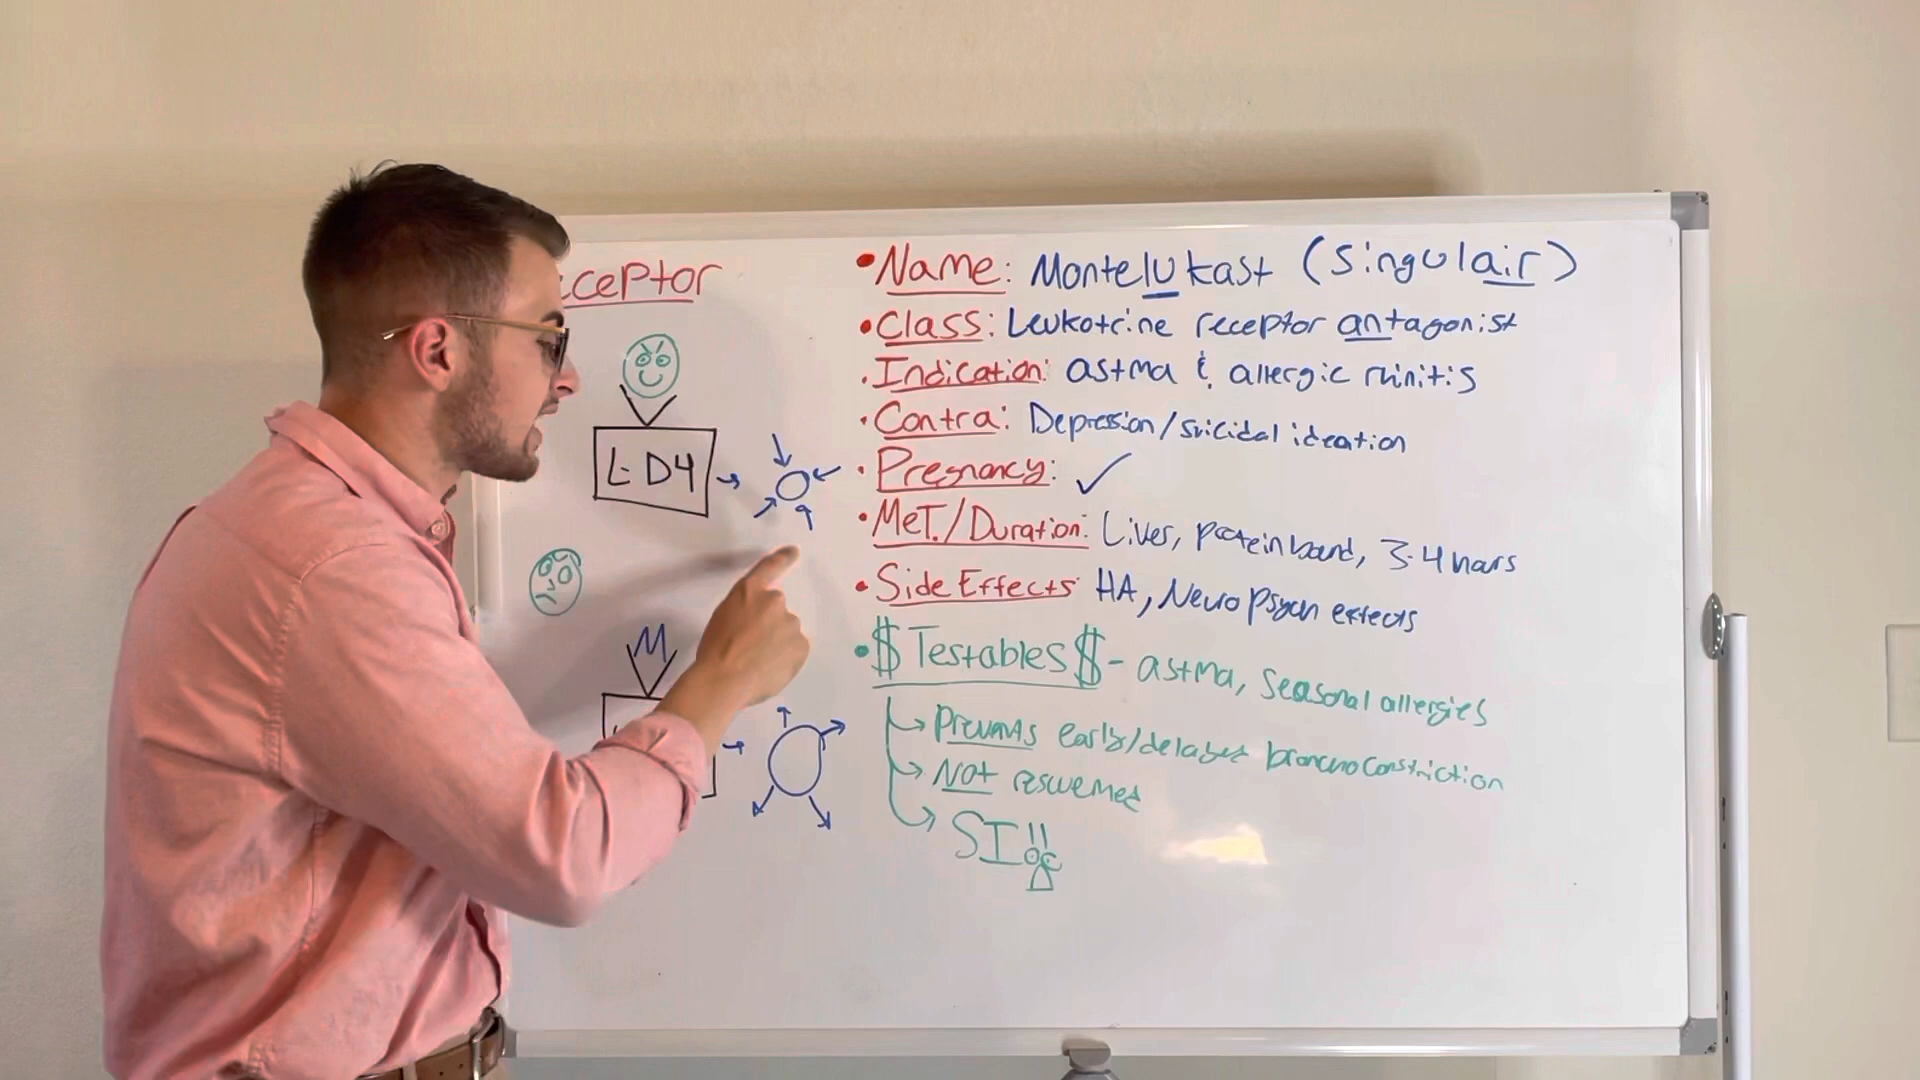 ceptor
L-D4
M
• Name: Montelukast (Singulair)
• Class: Leukotrine receptor antagonist
• Indication: astma & allergic rhinitis
• Contra: Depression/suicidal ideation
• Pregnancy: ✓
• MeT./Duration: Liver, protein bound, 3-4 hours
• Side Effects: HA, Neuro psych effects
• $Testables$ - astma, seasonal allergies
Prevents early/delayed bronchoconstriction
Not rescue med
SI!!